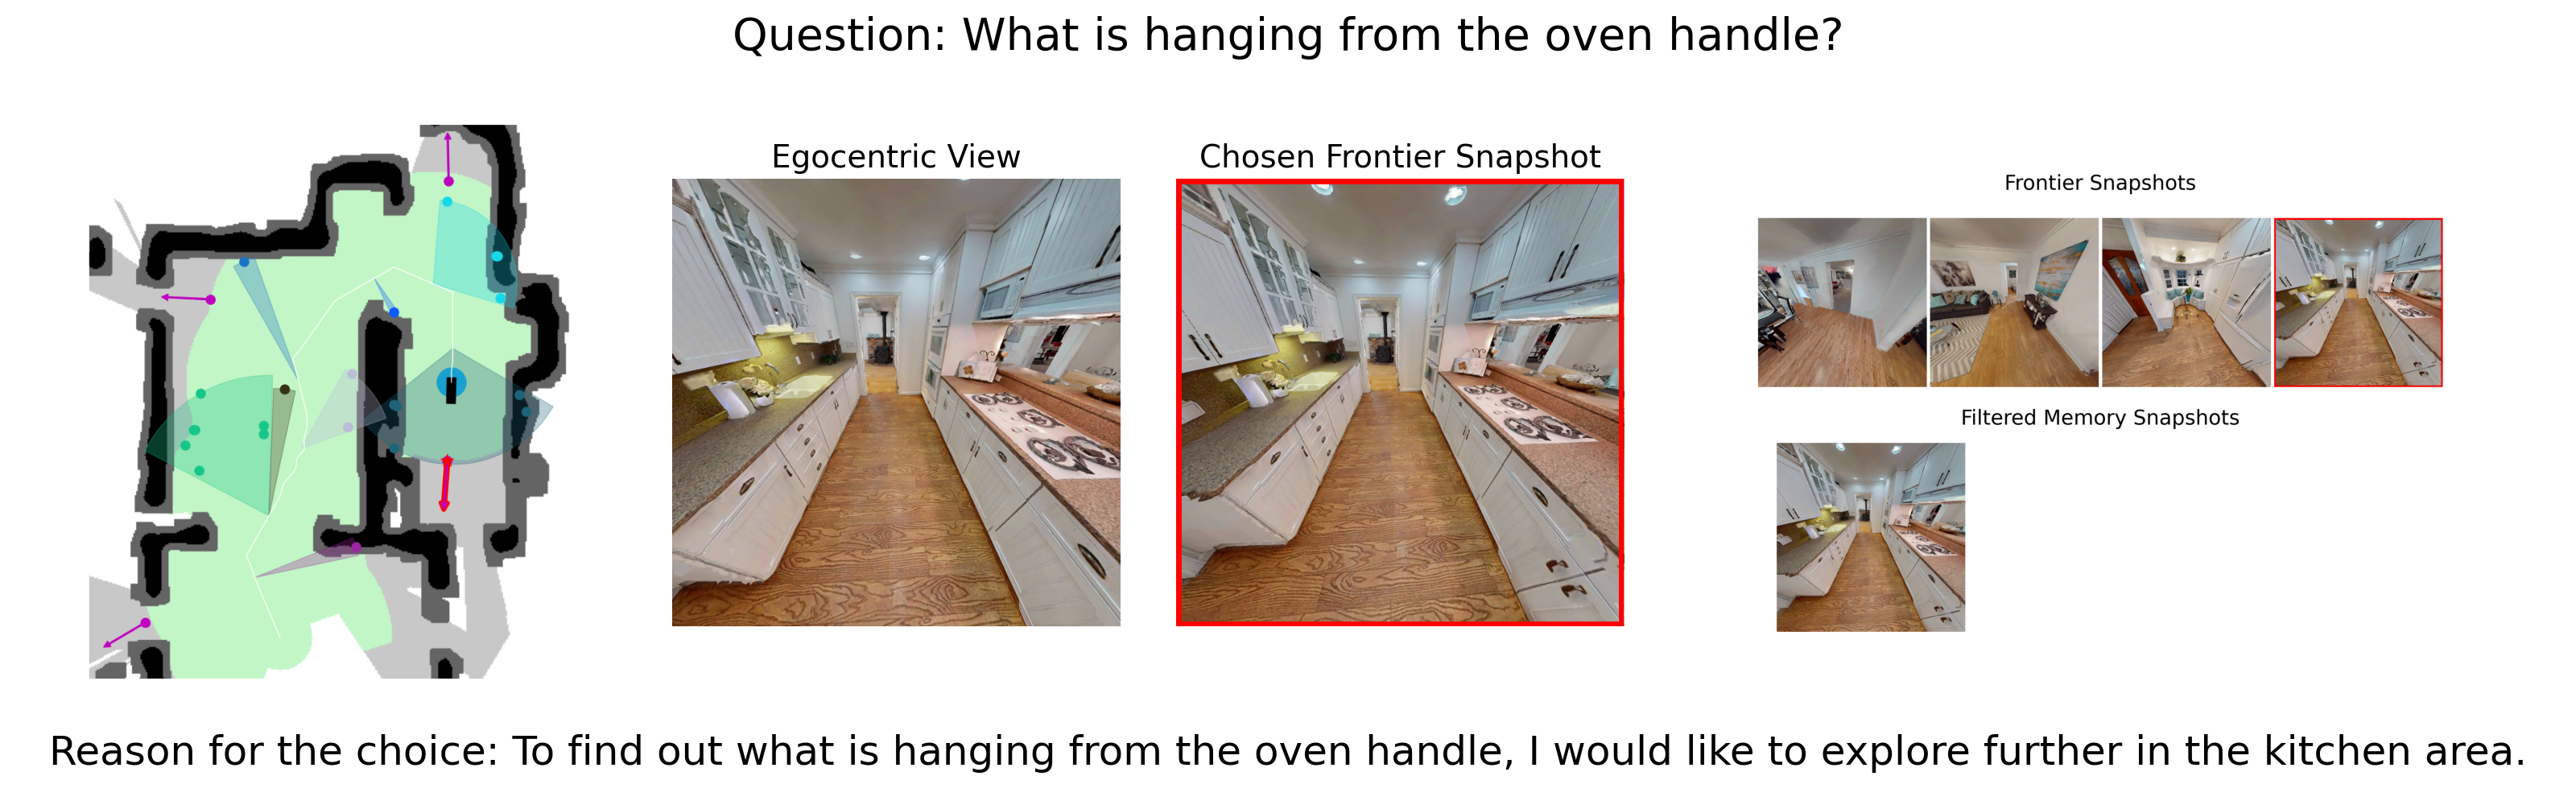 Question: What is hanging from the oven handle?
Egocentric View
Chosen Frontier Snapshot
Frontier Snapshots
Filtered Memory Snapshots
Reason for the choice: To find out what is hanging from the oven handle, I would like to explore further in the kitchen area.